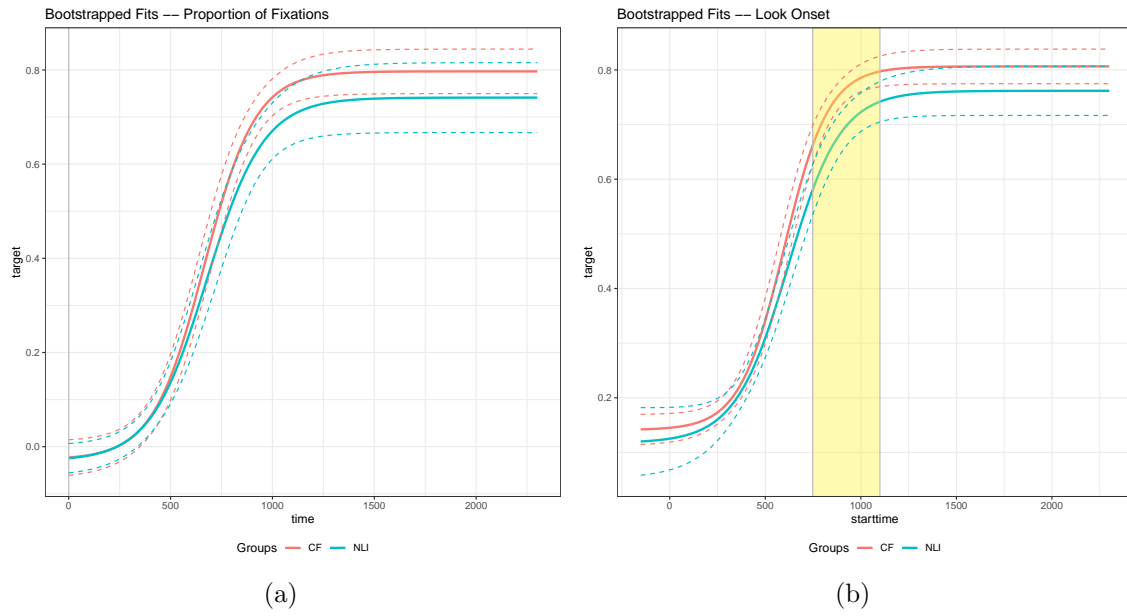 Bootstrapped Fits −− Proportion of Fixations
0.8
0.6
0.4
0.2
0.0
target
0 500 1000 1500 2000
time
Groups CF NLI
(a)
Bootstrapped Fits −− Look Onset
0.8
0.6
0.4
0.2
target
0 500 1000 1500 2000
starttime
Groups CF NLI
(b)